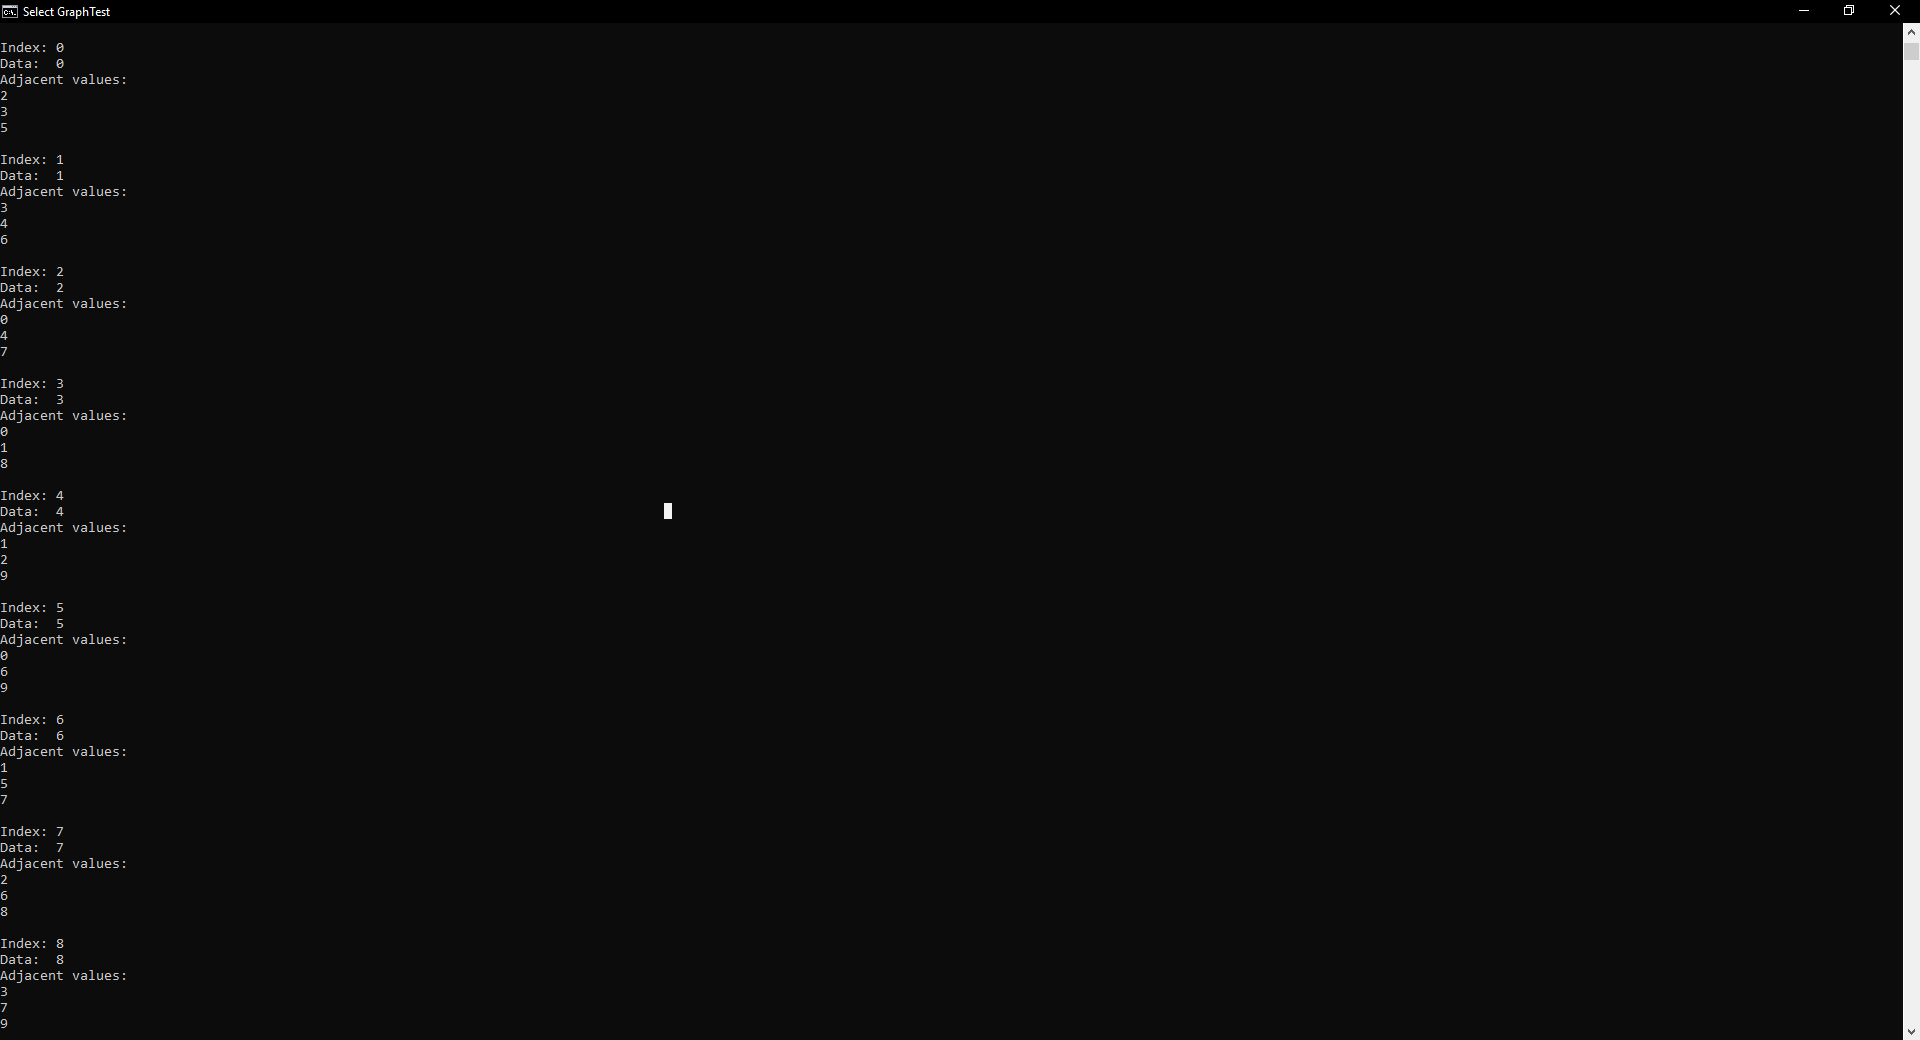 Select GraphTest
Index: 0
Data:  0
Adjacent values:
2
3
5
Index: 1
Data:  1
Adjacent values:
3
4
6
Index: 2
Data:  2
Adjacent values:
0
4
7
Index: 3
Data:  3
Adjacent values:
0
1
8
Index: 4
Data:  4
Adjacent values:
1
2
9
Index: 5
Data:  5
Adjacent values:
0
6
9
Index: 6
Data:  6
Adjacent values:
1
5
7
Index: 7
Data:  7
Adjacent values:
2
6
8
Index: 8
Data:  8
Adjacent values:
3
7
9